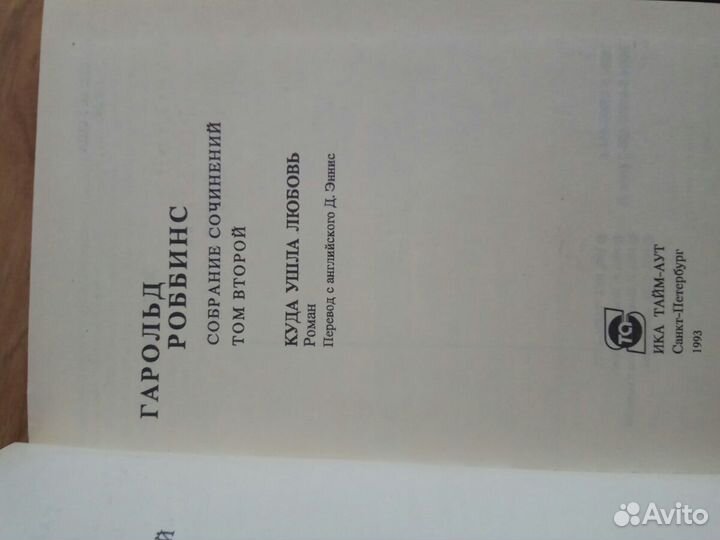 ГАРОЛЬД
РОББИНС
СОБРАНИЕ СОЧИНЕНИЙ
ТОМ ВТОРОЙ
КУДА УШЛА ЛЮБОВЬ
Роман
Перевод с английского Д. Эннис
ИКА ТАЙМ-АУТ
Санкт-Петербург
1993
Avito